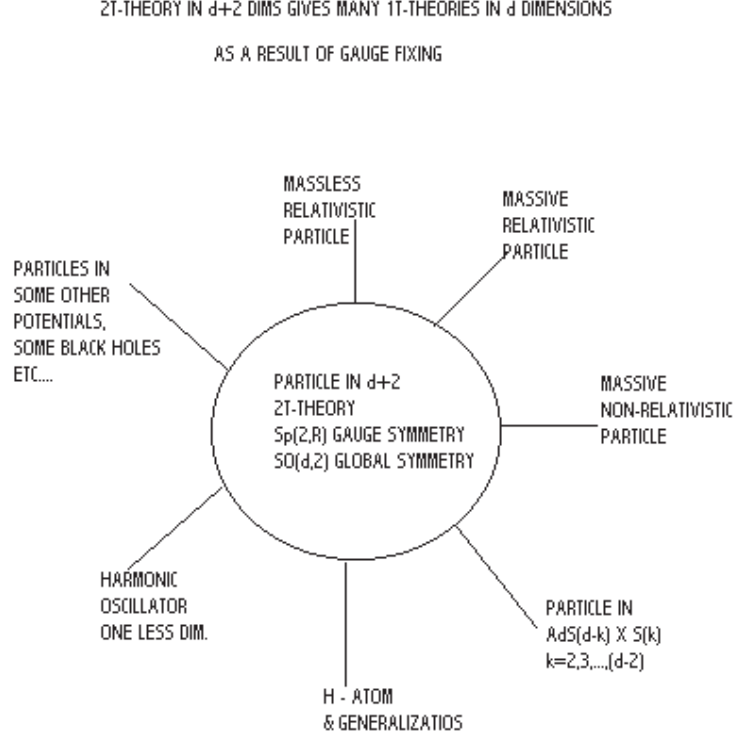 2T-THEORY IN d+2 DIMS GIVES MANY 1T-THEORIES IN d DIMENSIONS
AS A RESULT OF GAUGE FIXING
MASSLESS
RELATIVISTIC
PARTICLE
MASSIVE
RELATIVISTIC
PARTICLE
PARTICLES IN
SOME OTHER
POTENTIALS,
SOME BLACK HOLES
ETC....
PARTICLE IN d+2
2T-THEORY
Sp(2,R) GAUGE SYMMETRY
SO(d,2) GLOBAL SYMMETRY
MASSIVE
NON-RELATIVISTIC
PARTICLE
HARMONIC
OSCILLATOR
ONE LESS DIM.
PARTICLE IN
AdS(d-k) X S(k)
k=2,3,...,(d-2)
H - ATOM
& GENERALIZATIOS